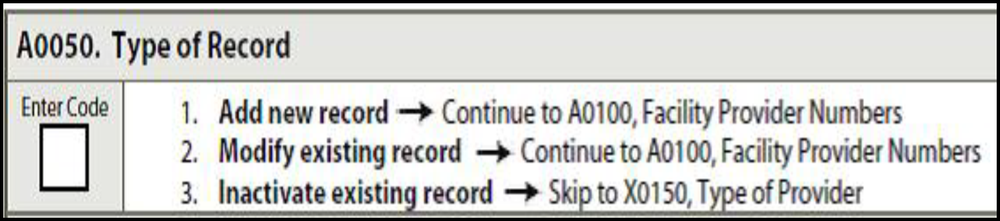 A0050. Type of Record
Enter Code
1. Add new record → Continue to A0100, Facility Provider Numbers
2. Modify existing record → Continue to A0100, Facility Provider Numbers
3. Inactivate existing record → Skip to X0150, Type of Provider